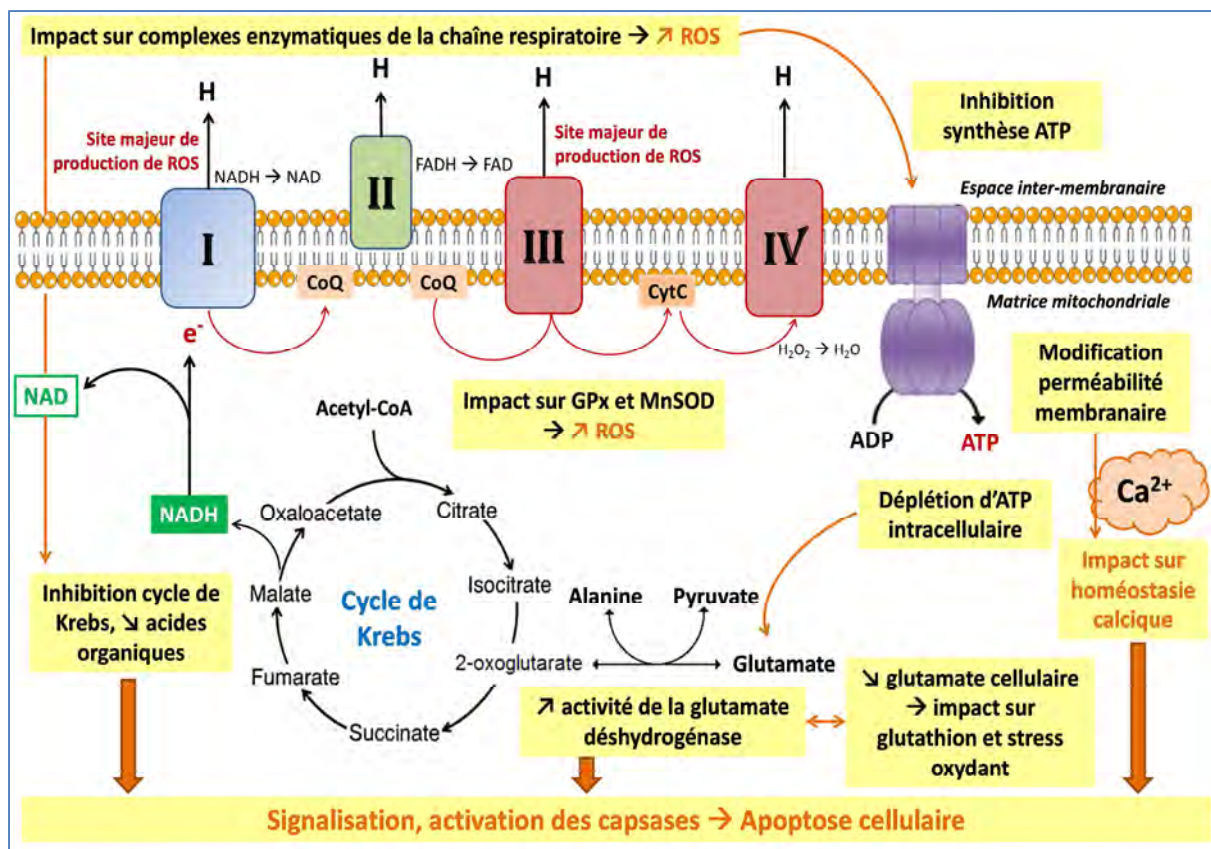 Impact sur complexes enzymatiques de la chaîne respiratoire → ↗ ROS
H
H
H
H
Inhibition
synthèse ATP
Site majeur de
production de ROS
NADH → NAD
FADH → FAD
Site majeur de
production de ROS
Espace inter-membranaire
I
II
III
IV
CoQ
CoQ
CytC
Matrice mitochondriale
e-
H₂O₂ → H₂O
NAD
Acetyl-CoA
Impact sur GPx et MnSOD
→ ↗ ROS
ADP
ATP
Modification
perméabilité
membranaire
Ca²⁺
NADH
Oxaloacetate
Citrate
Déplétion d'ATP
intracellulaire
Inhibition cycle de
Krebs, ↘ acides
organiques
Malate
Cycle de
Krebs
Isocitrate
Alanine
Pyruvate
Impact sur
homéostasie
calcique
Fumarate
2-oxoglutarate
Glutamate
Succinate
↗ activité de la glutamate
déshydrogénase
↘ glutamate cellulaire
→ impact sur
glutathion et stress
oxydant
Signalisation, activation des capsases → Apoptose cellulaire